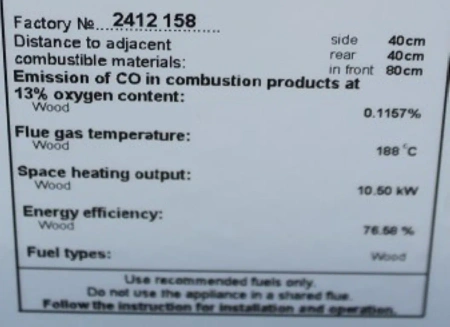 Factory №....2412 158......
Distance to adjacent side 40cm
combustible materials: rear 40cm
in front 80cm
Emission of CO in combustion products at
13% oxygen content:
Wood 0.1157%
Flue gas temperature:
Wood 188 °C
Space heating output:
Wood 10.50 kW
Energy efficiency:
Wood 76.58 %
Fuel types: Wood
Use recommended fuels only.
Do not use the appliance in a shared flue.
Follow the instruction for installation and operation.